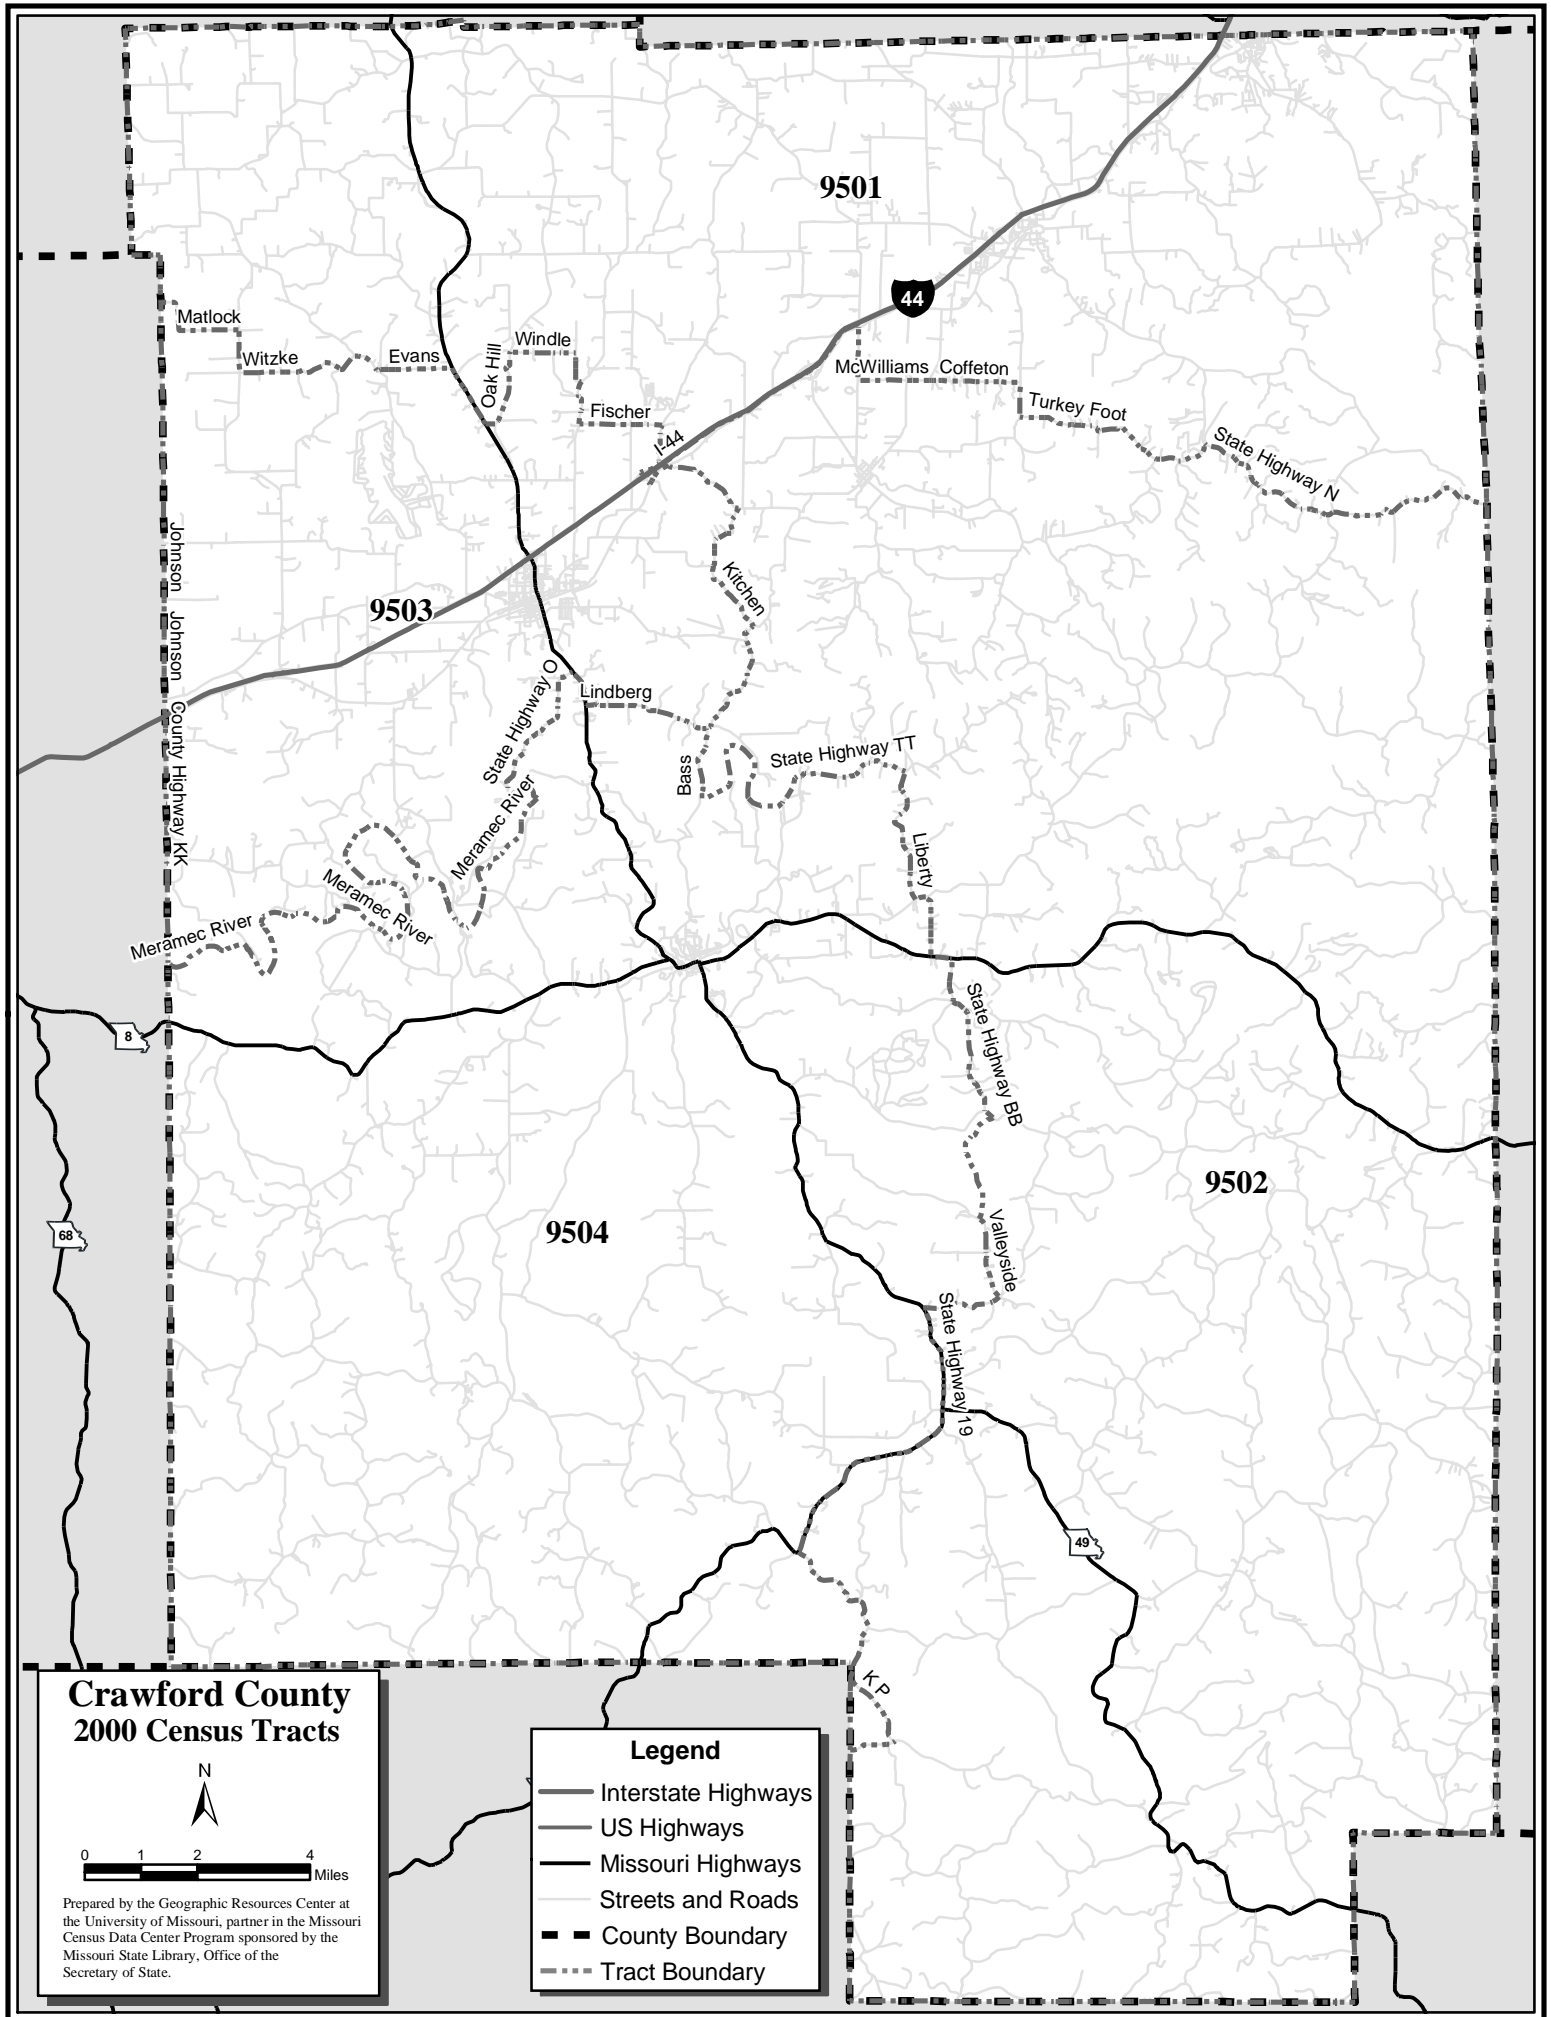 9501
44
Matlock
Witzke
Evans
Oak Hill
Windle
Fischer
I-44
McWilliams
Coffeton
Turkey Foot
State Highway N
Johnson
Johnson
County Highway KK
9503
Kitchen
State Highway O
Lindberg
Bass
State Highway TT
Liberty
Meramec River
Meramec River
Meramec River
8
State Highway BB
68
9504
9502
Valleyside
State Highway 19
49
K P
Crawford County
2000 Census Tracts
N
0 1 2 4
Miles
Prepared by the Geographic Resources Center at
the University of Missouri, partner in the Missouri
Census Data Center Program sponsored by the
Missouri State Library, Office of the
Secretary of State.
Legend
Interstate Highways
US Highways
Missouri Highways
Streets and Roads
County Boundary
Tract Boundary